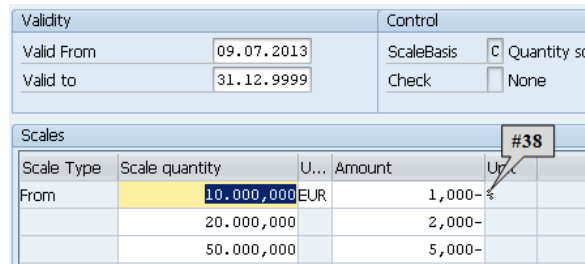 Validity Control
Valid From 09.07.2013 ScaleBasis C Quantity sc
Valid to 31.12.9999 Check None
Scales
#38
Scale Type Scale quantity U... Amount Unit
From 10.000,000 EUR 1,000- %
20.000,000 2,000-
50.000,000 5,000-